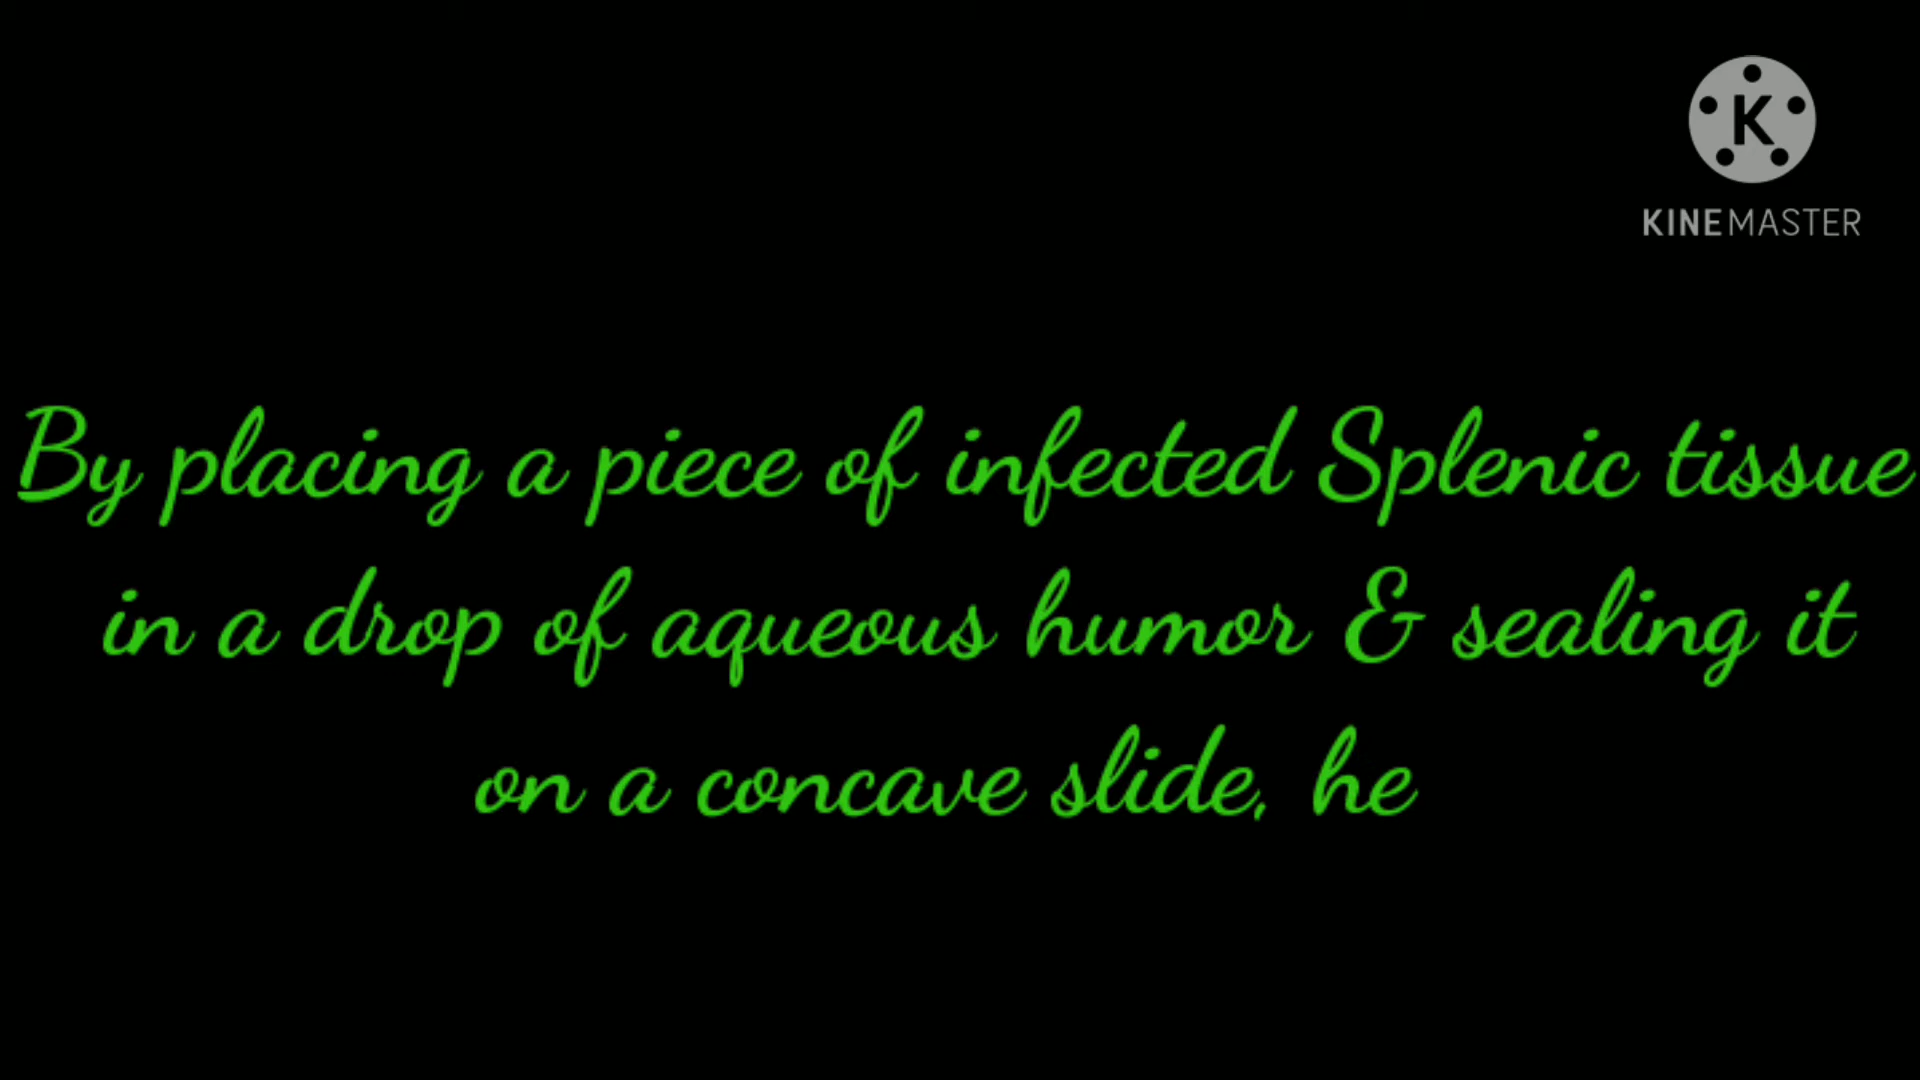 K
KINEMASTER
By placing a piece of infected Splenic tissue
in a drop of aqueous humor & sealing it
on a concave slide, he